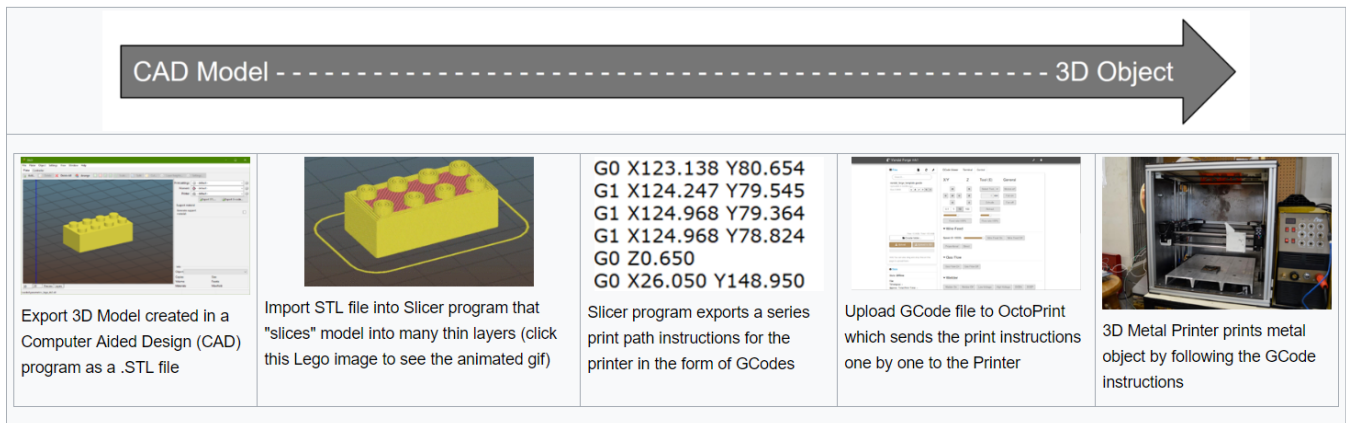 CAD Model - - - - - - - - - - - - - - - - - - - - - - - - - - - - - - - - - - - - - - - - - - - - - 3D Object
Export 3D Model created in a
Computer Aided Design (CAD)
program as a .STL file
Import STL file into Slicer program that
"slices" model into many thin layers (click
this Lego image to see the animated gif)
G0 X123.138 Y80.654
G1 X124.247 Y79.545
G1 X124.968 Y79.364
G1 X124.968 Y78.824
G0 Z0.650
G0 X26.050 Y148.950
Slicer program exports a series
print path instructions for the
printer in the form of GCodes
Upload GCode file to OctoPrint
which sends the print instructions
one by one to the Printer
3D Metal Printer prints metal
object by following the GCode
instructions